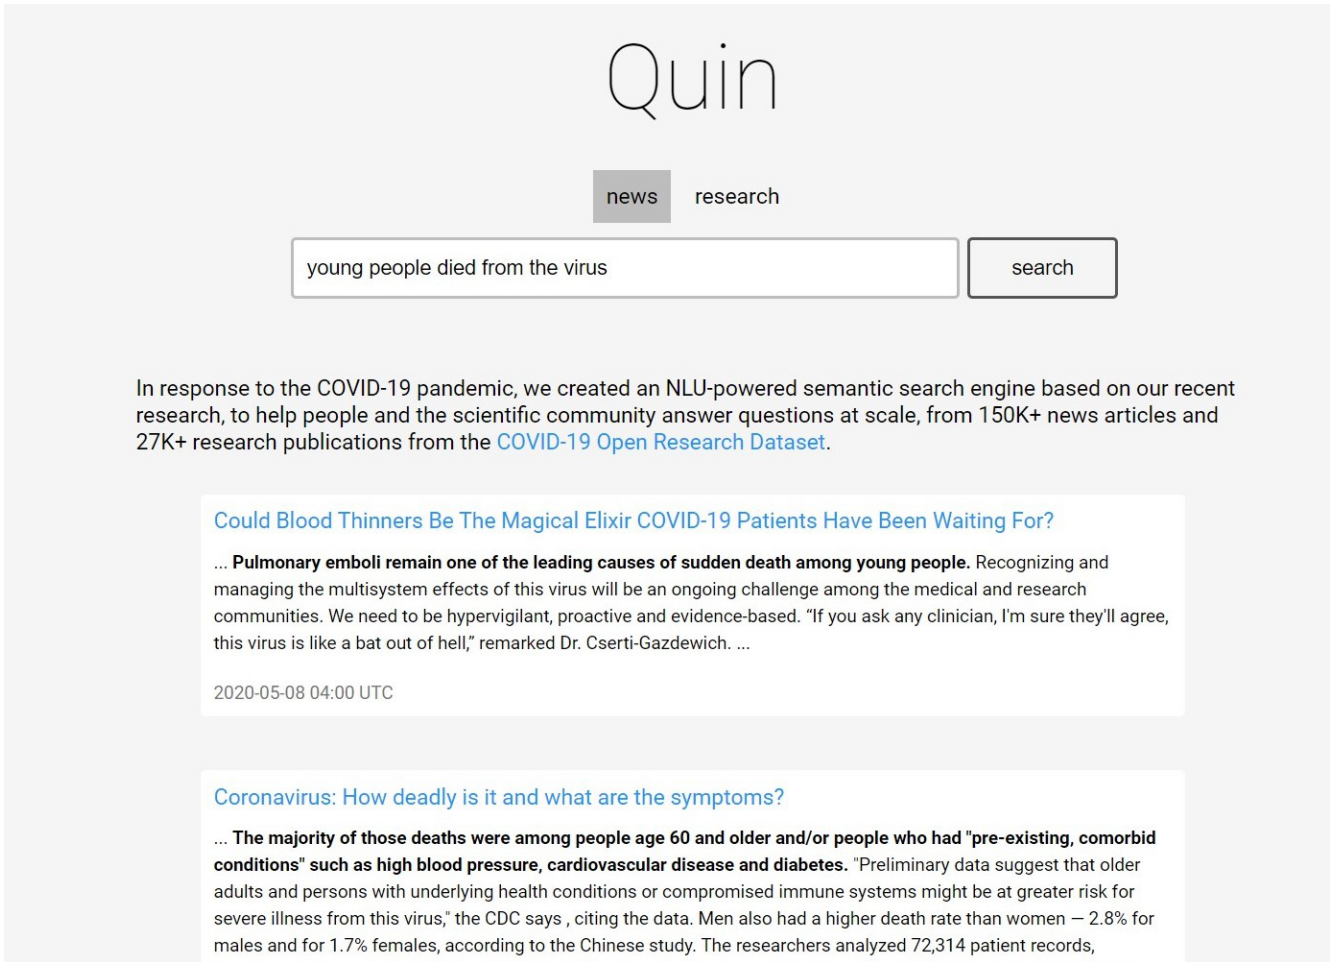 Quin
news research
young people died from the virus search
In response to the COVID-19 pandemic, we created an NLU-powered semantic search engine based on our recent
research, to help people and the scientific community answer questions at scale, from 150K+ news articles and
27K+ research publications from the COVID-19 Open Research Dataset.
Could Blood Thinners Be The Magical Elixir COVID-19 Patients Have Been Waiting For?
... Pulmonary emboli remain one of the leading causes of sudden death among young people. Recognizing and
managing the multisystem effects of this virus will be an ongoing challenge among the medical and research
communities. We need to be hypervigilant, proactive and evidence-based. “If you ask any clinician, I'm sure they'll agree,
this virus is like a bat out of hell,” remarked Dr. Cserti-Gazdewich. ...
2020-05-08 04:00 UTC
Coronavirus: How deadly is it and what are the symptoms?
... The majority of those deaths were among people age 60 and older and/or people who had "pre-existing, comorbid
conditions" such as high blood pressure, cardiovascular disease and diabetes. "Preliminary data suggest that older
adults and persons with underlying health conditions or compromised immune systems might be at greater risk for
severe illness from this virus," the CDC says , citing the data. Men also had a higher death rate than women — 2.8% for
males and for 1.7% females, according to the Chinese study. The researchers analyzed 72,314 patient records,